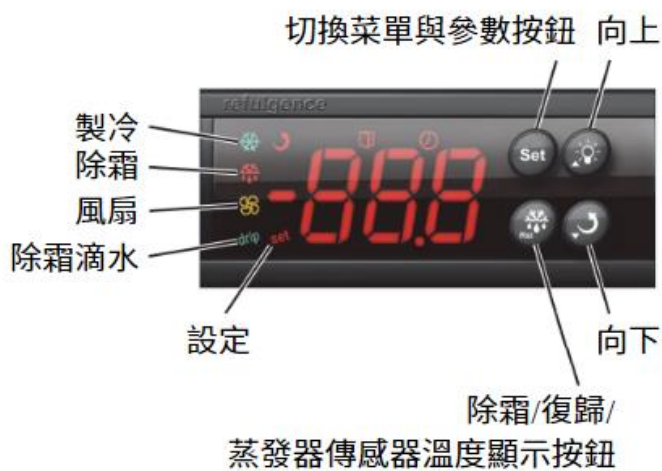 切換菜單與參數按鈕 向上
refulgence
製冷
除霜
風扇
除霜滴水
-88.8
Set
drip
set
Rst
設定
向下
除霜/復歸/
蒸發器傳感器溫度顯示按鈕